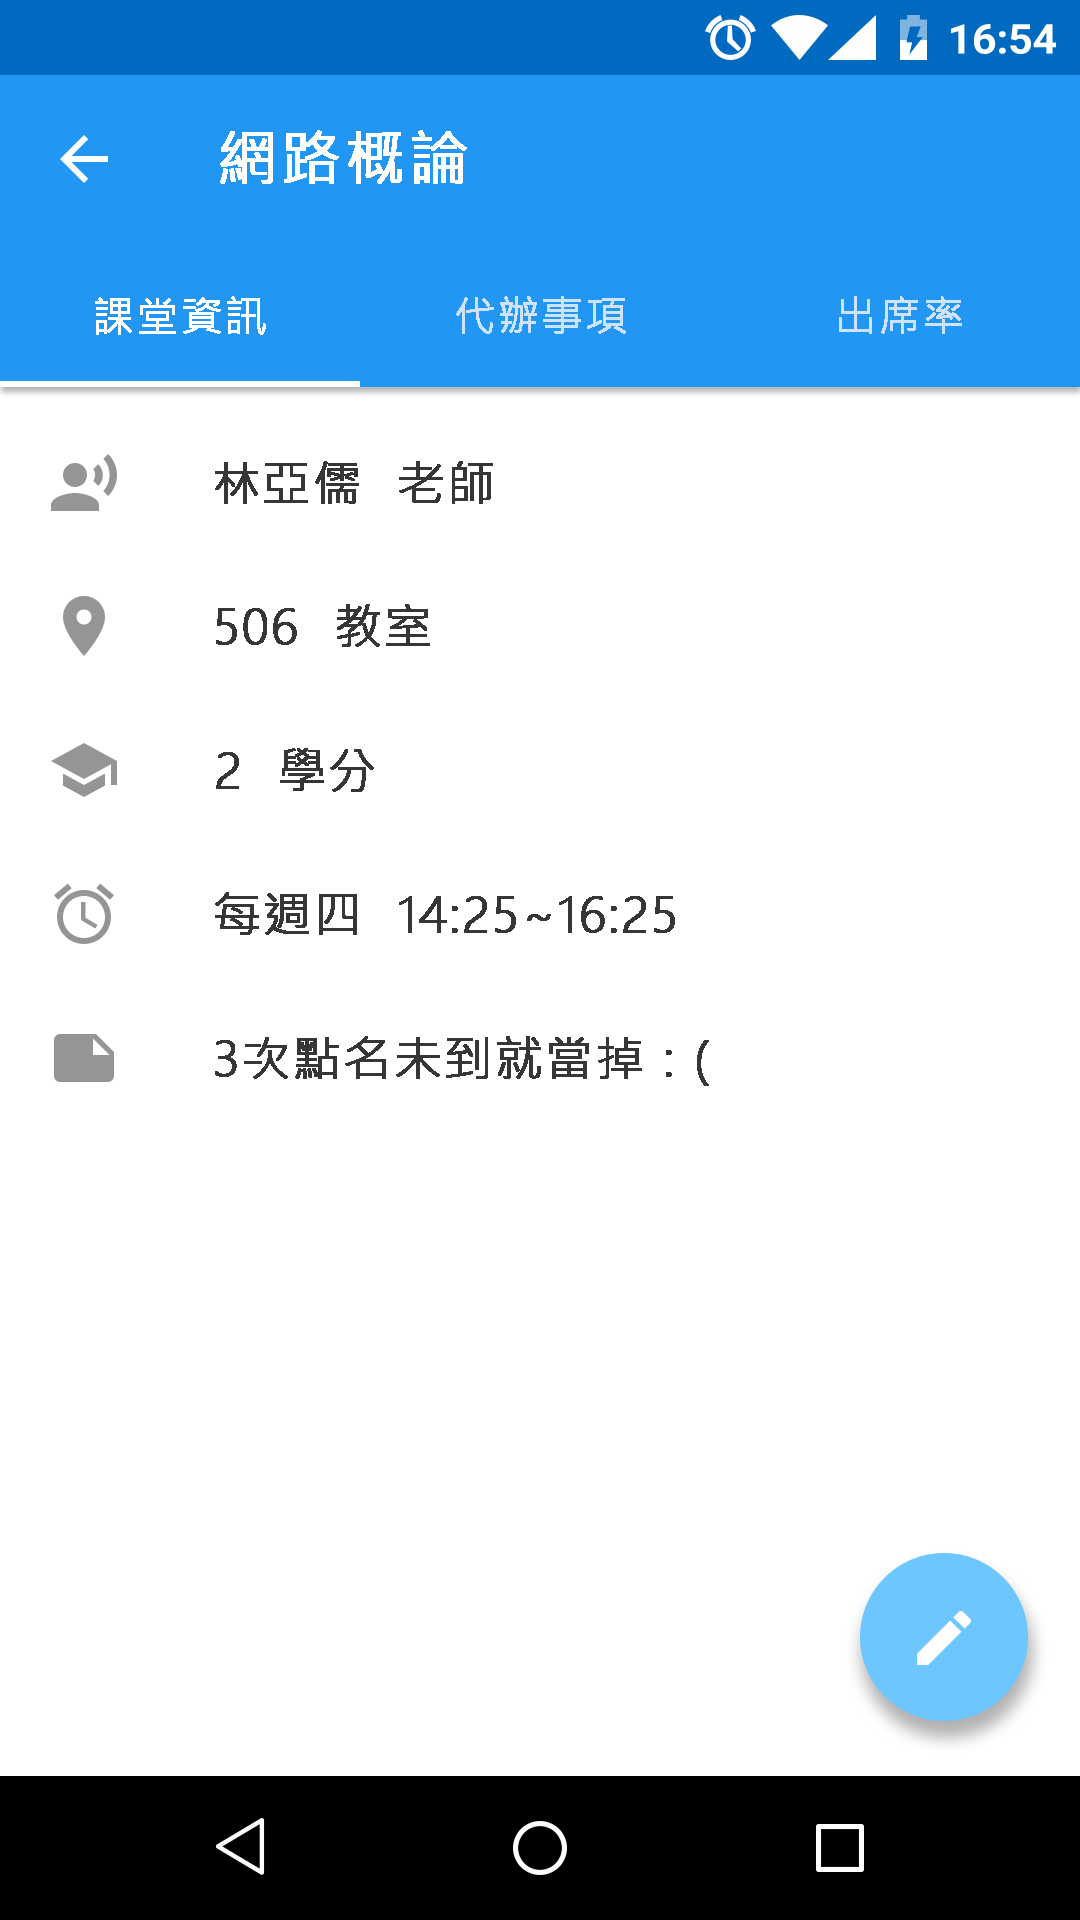 16:54
網路概論
課堂資訊 代辦事項 出席率
林亞儒 老師
506 教室
2 學分
每週四 14:25~16:25
3次點名未到就當掉：(